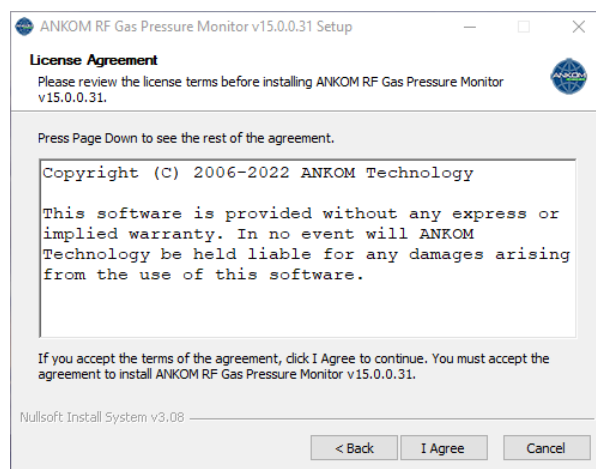 ANKOM RF Gas Pressure Monitor v15.0.0.31 Setup
License Agreement
Please review the license terms before installing ANKOM RF Gas Pressure Monitor
v15.0.0.31.
ANKOM
Press Page Down to see the rest of the agreement.
Copyright (C) 2006-2022 ANKOM Technology
This software is provided without any express or
implied warranty. In no event will ANKOM
Technology be held liable for any damages arising
from the use of this software.
If you accept the terms of the agreement, click I Agree to continue. You must accept the
agreement to install ANKOM RF Gas Pressure Monitor v15.0.0.31.
Nullsoft Install System v3.08
< Back
I Agree
Cancel